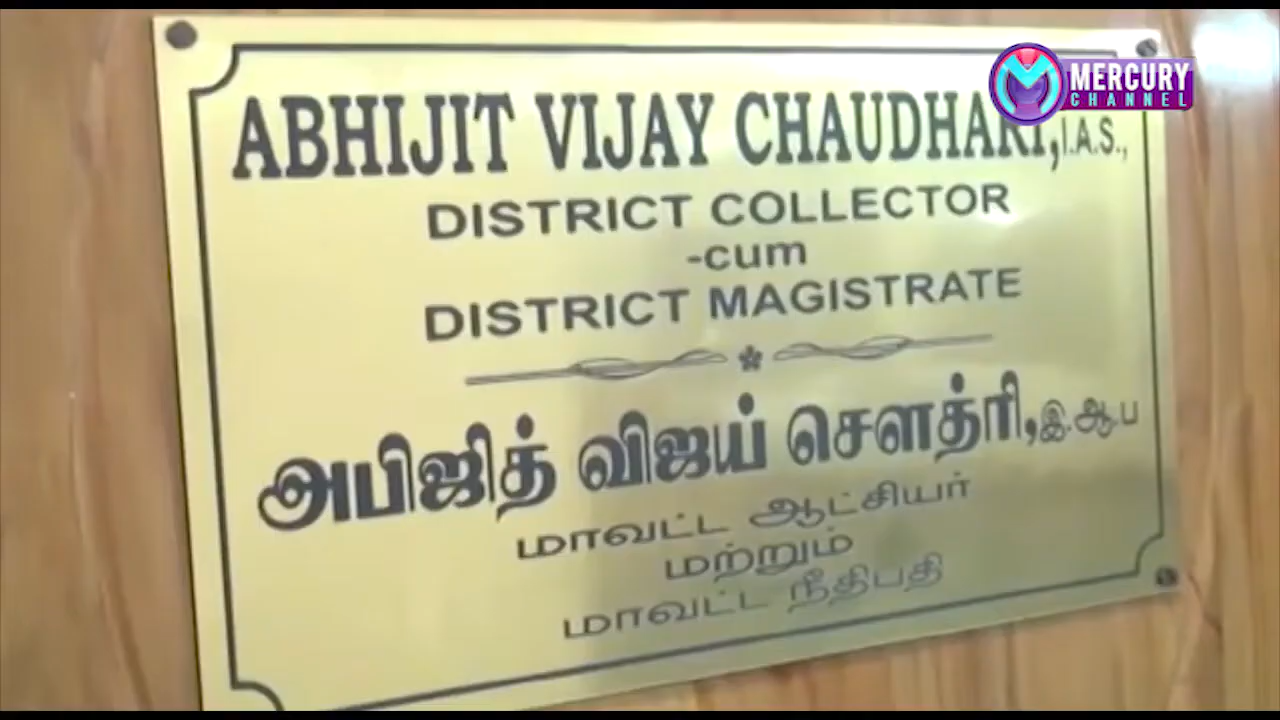 MERCURY
CHANNEL
ABHIJIT VIJAY CHAUDHARI,I.A.S.,
DISTRICT COLLECTOR
-cum
DISTRICT MAGISTRATE
அபிஜித் விஜய் சௌத்ரி,இ.ஆ.ப
மாவட்ட ஆட்சியர்
மற்றும்
மாவட்ட நீதிபதி